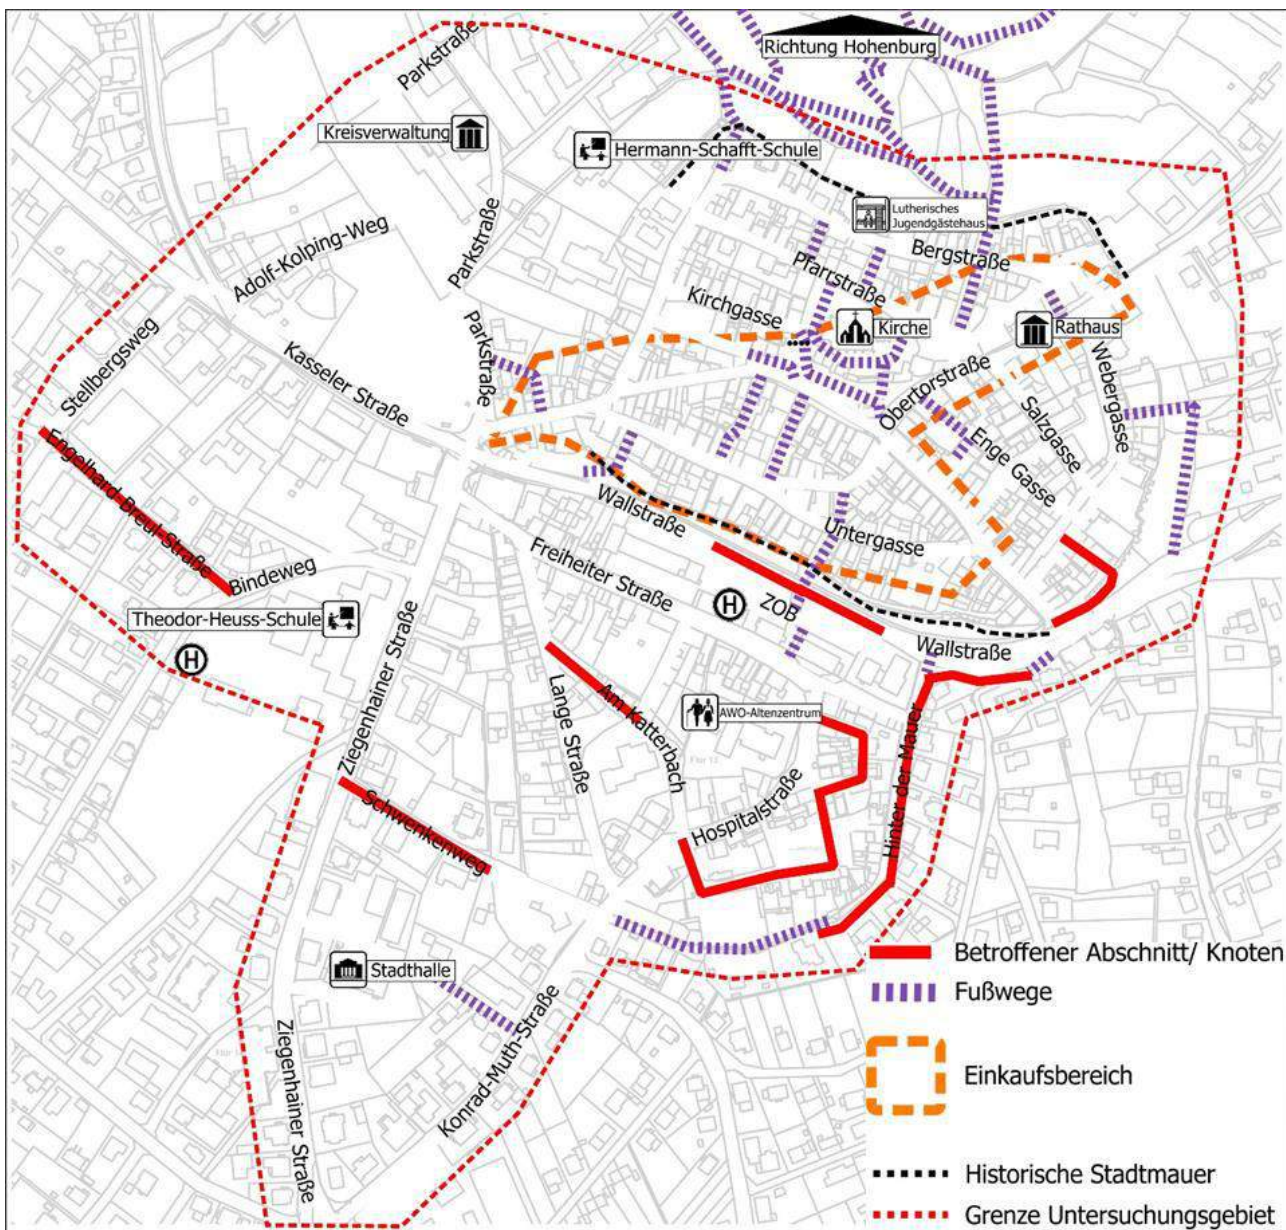 Richtung Hohenburg
Parkstraße
Kreisverwaltung
Hermann-Schafft-Schule
Lutherisches
Jugendgästehaus
Adolf-Kolping-Weg
Parkstraße
Bergstraße
Pfarrstraße
Kirchgasse
Kirche
Rathaus
Stellbergsweg
Kasseler Straße
Parkstraße
Obertorstraße
Webergasse
Salzgasse
Enge Gasse
Engelhard-Breul-Straße
Wallstraße
Untergasse
Bindeweg
Freiheiter Straße
H
ZOB
Theodor-Heuss-Schule
H
Wallstraße
Ziegenhainer Straße
Lange Straße
Am Katterbach
AWO-Altenzentrum
Flur 13
Hospitalstraße
Hinter der Mauer
Schwenkenweg
Stadthalle
Ziegenhainer Straße
Konrad-Muth-Straße
Betroffener Abschnitt/ Knoten
Fußwege
Einkaufsbereich
Historische Stadtmauer
Grenze Untersuchungsgebiet